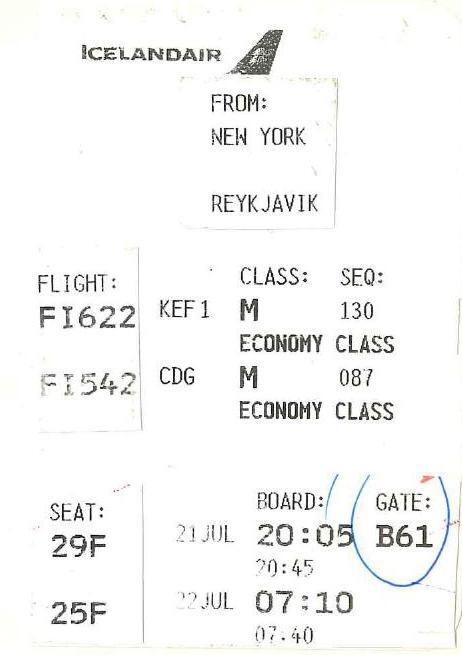 ICELANDAIR
FROM:
NEW YORK
REYKJAVIK
FLIGHT: CLASS: SEQ:
FI622 KEF1 M 130
ECONOMY CLASS
FI542 CDG M 087
ECONOMY CLASS
SEAT: BOARD: GATE:
29F 21JUL 20:05 B61
20:45
25F 22JUL 07:10
07:40